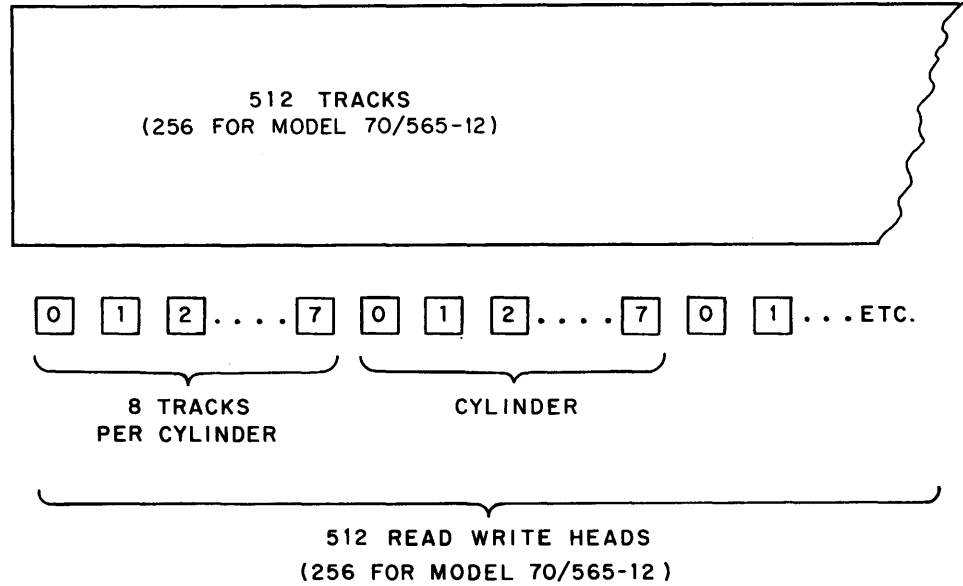 512 TRACKS
(256 FOR MODEL 70/565-12)
0 1 2 .... 7 0 1 2 .... 7 0 1 ... ETC.
8 TRACKS
PER CYLINDER
CYLINDER
512 READ WRITE HEADS
(256 FOR MODEL 70/565-12)